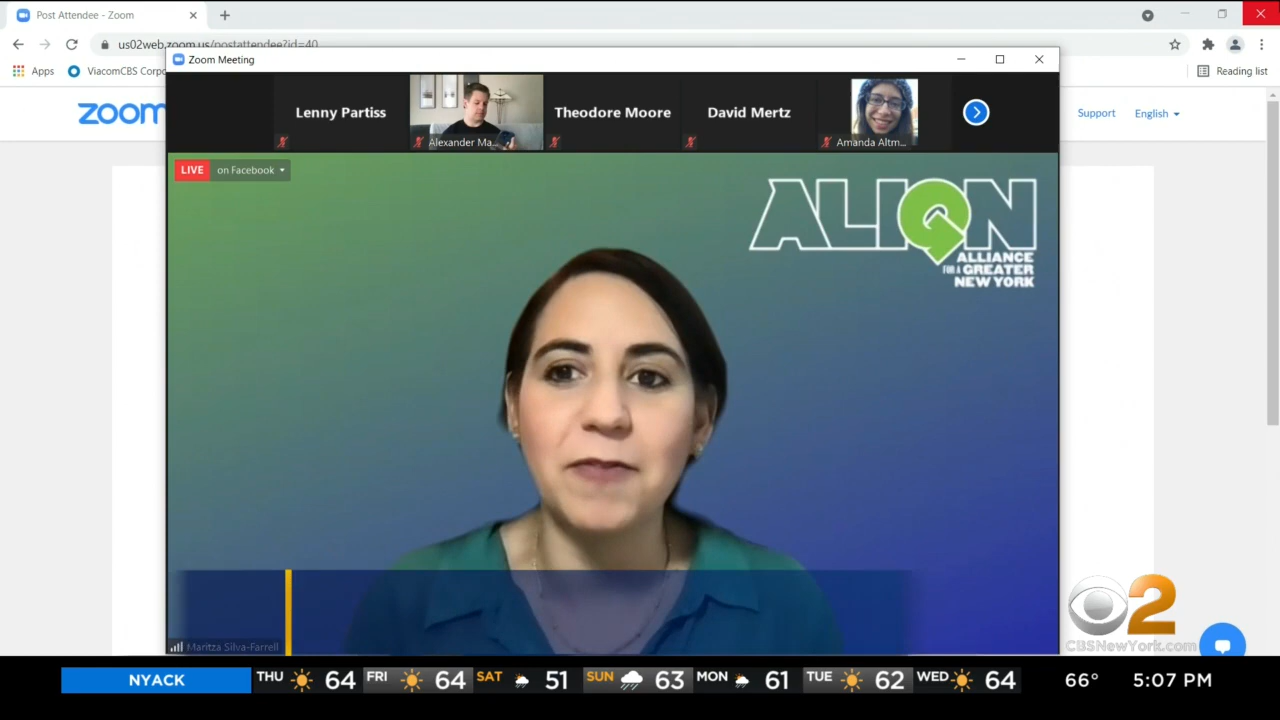 Post Attendee - Zoom
us02web.zoom.us/postattendee?id=40
Apps
ViacomCBS Corpo
Reading list
zoom
Support
English
Zoom Meeting
Lenny Partiss
Alexander Ma...
Theodore Moore
David Mertz
Amanda Altm...
LIVE on Facebook
ALIGN
ALLIANCE
FOR A GREATER
NEW YORK
Maritza Silva-Farrell
2
CBSNewYork.com
NYACK THU 64 FRI 64 SAT 51 SUN 63 MON 61 TUE 62 WED 64 66° 5:07 PM